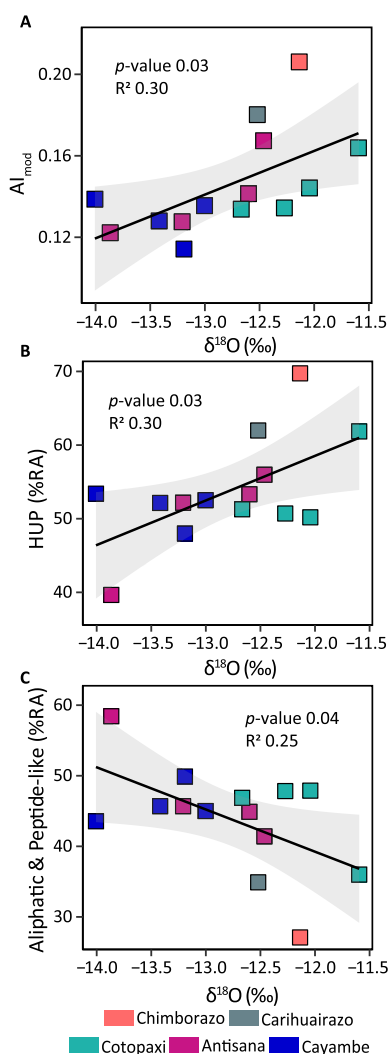 A
p-value 0.03
R² 0.30
0.20
0.16
0.12
AImod
−14.0 −13.5 −13.0 −12.5 −12.0 −11.5
δ¹⁸O (‰)
B
p-value 0.03
R² 0.30
70
60
50
40
HUP (%RA)
−14.0 −13.5 −13.0 −12.5 −12.0 −11.5
δ¹⁸O (‰)
C
p-value 0.04
R² 0.25
60
50
40
30
Aliphatic & Peptide-like (%RA)
−14.0 −13.5 −13.0 −12.5 −12.0 −11.5
δ¹⁸O (‰)
Chimborazo Carihuairazo
Cotopaxi Antisana Cayambe